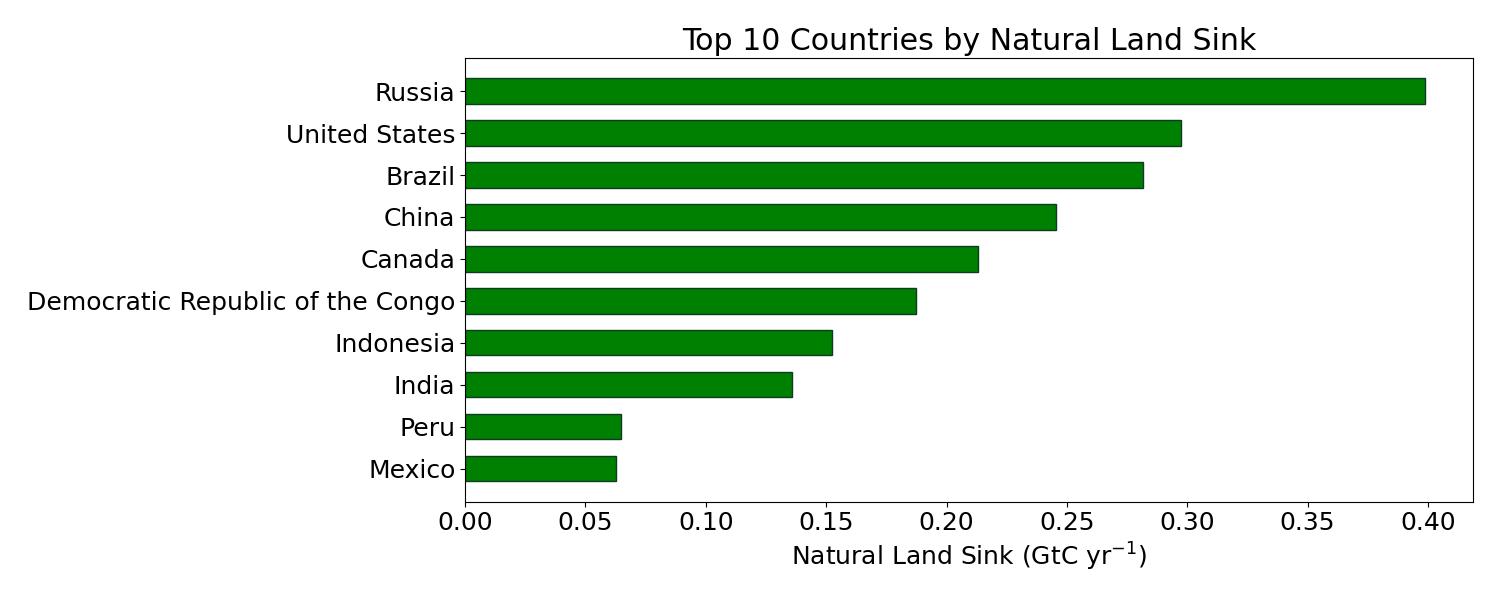 Top 10 Countries by Natural Land Sink
Russia
United States
Brazil
China
Canada
Democratic Republic of the Congo
Indonesia
India
Peru
Mexico
0.00 0.05 0.10 0.15 0.20 0.25 0.30 0.35 0.40
Natural Land Sink (GtC yr⁻¹)